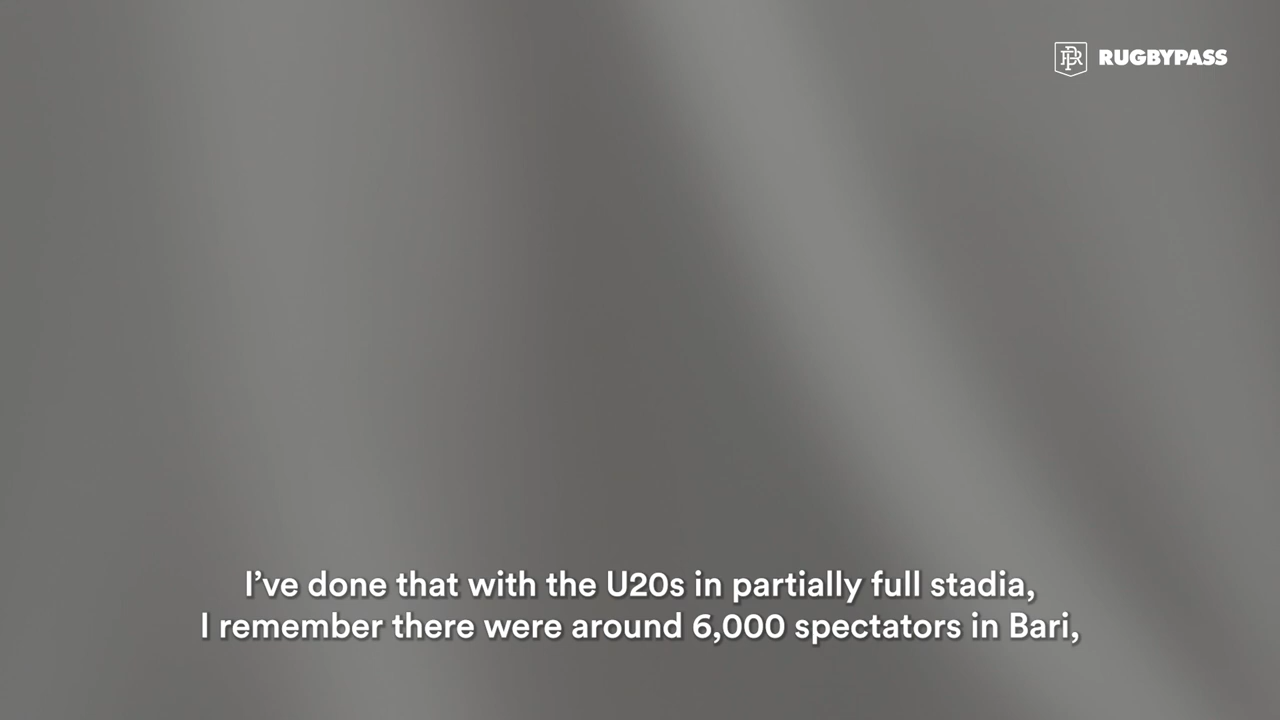 RUGBYPASS
I’ve done that with the U20s in partially full stadia,
I remember there were around 6,000 spectators in Bari,